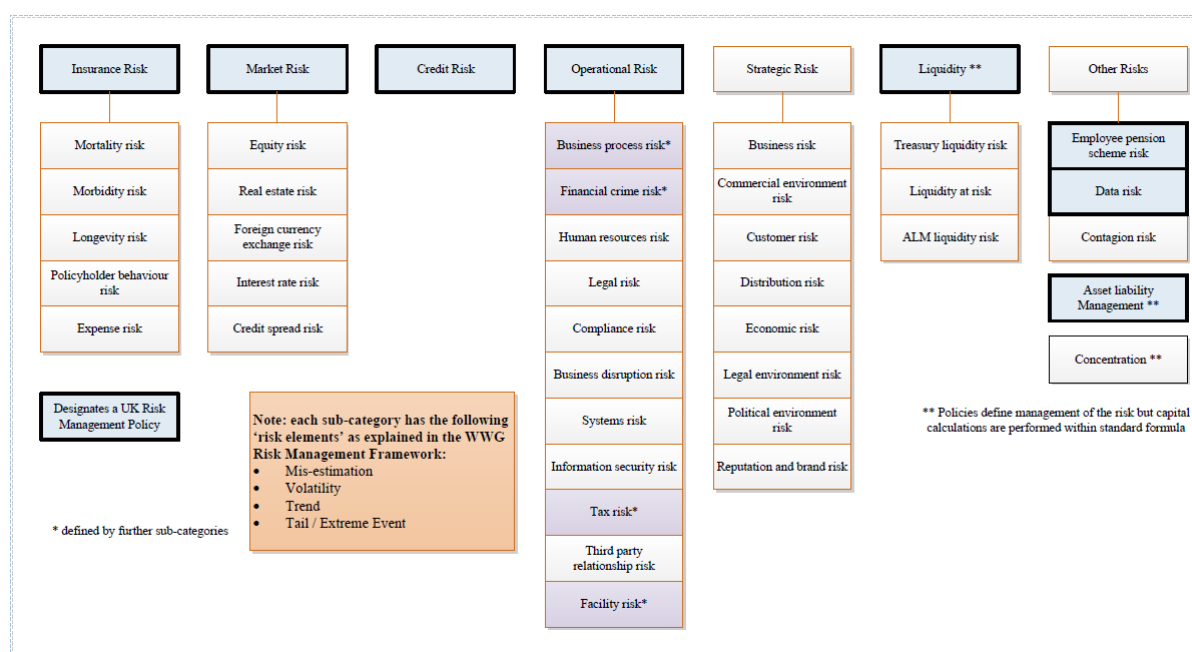 Insurance Risk
Mortality risk
Morbidity risk
Longevity risk
Policyholder behaviour
risk
Expense risk
Market Risk
Equity risk
Real estate risk
Foreign currency
exchange risk
Interest rate risk
Credit spread risk
Credit Risk
Operational Risk
Business process risk*
Financial crime risk*
Human resources risk
Legal risk
Compliance risk
Business disruption risk
Systems risk
Information security risk
Tax risk*
Third party
relationship risk
Facility risk*
Strategic Risk
Business risk
Commercial environment
risk
Customer risk
Distribution risk
Economic risk
Legal environment risk
Political environment
risk
Reputation and brand risk
Liquidity **
Treasury liquidity risk
Liquidity at risk
ALM liquidity risk
Other Risks
Employee pension
scheme risk
Data risk
Contagion risk
Asset liability
Management **
Concentration **
Designates a UK Risk
Management Policy
* defined by further sub-categories
Note: each sub-category has the following
‘risk elements’ as explained in the WWG
Risk Management Framework:
• Mis-estimation
• Volatility
• Trend
• Tail / Extreme Event
** Policies define management of the risk but capital
calculations are performed within standard formula